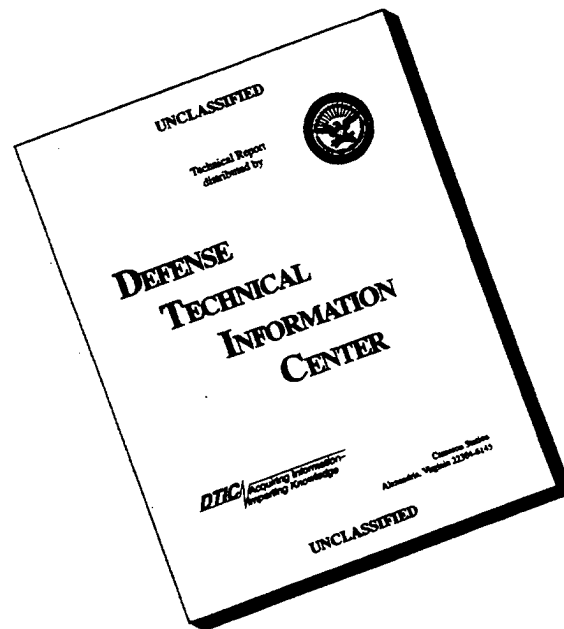 UNCLASSIFIED
Technical Report
distributed by
DEFENSE
TECHNICAL
INFORMATION
CENTER
DTIC
Acquiring Information-
Imparting Knowledge
Cameron Station
Alexandria, Virginia 22304-6145
UNCLASSIFIED